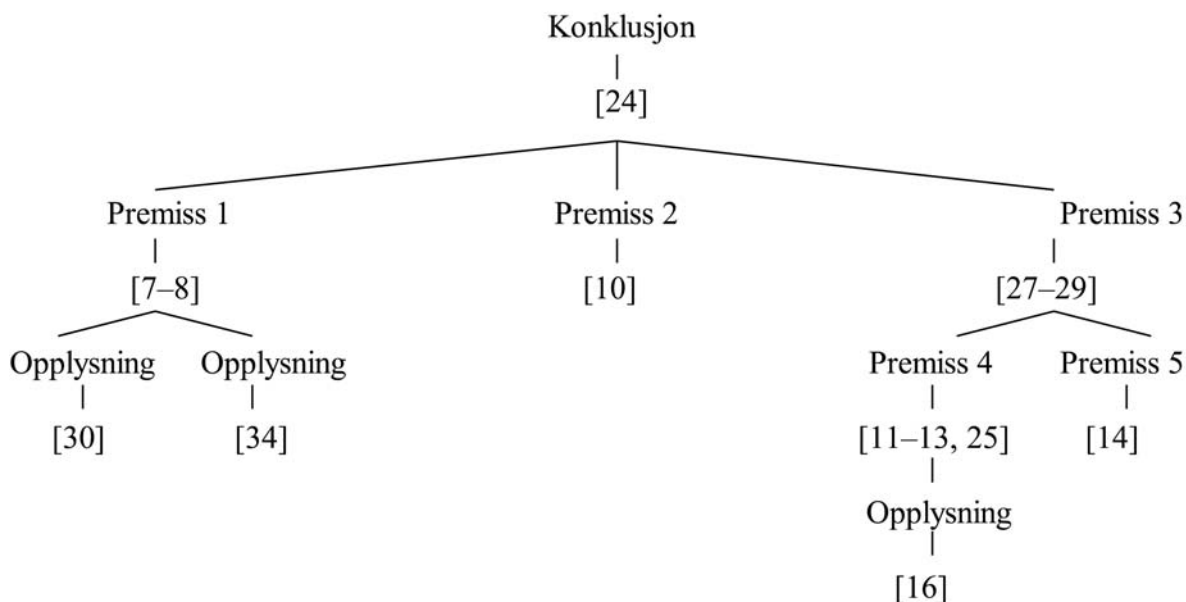 Konklusjon
[24]
Premiss 1 Premiss 2 Premiss 3
[7–8] [10] [27–29]
Opplysning Opplysning Premiss 4 Premiss 5
[30] [34] [11–13, 25] [14]
Opplysning
[16]